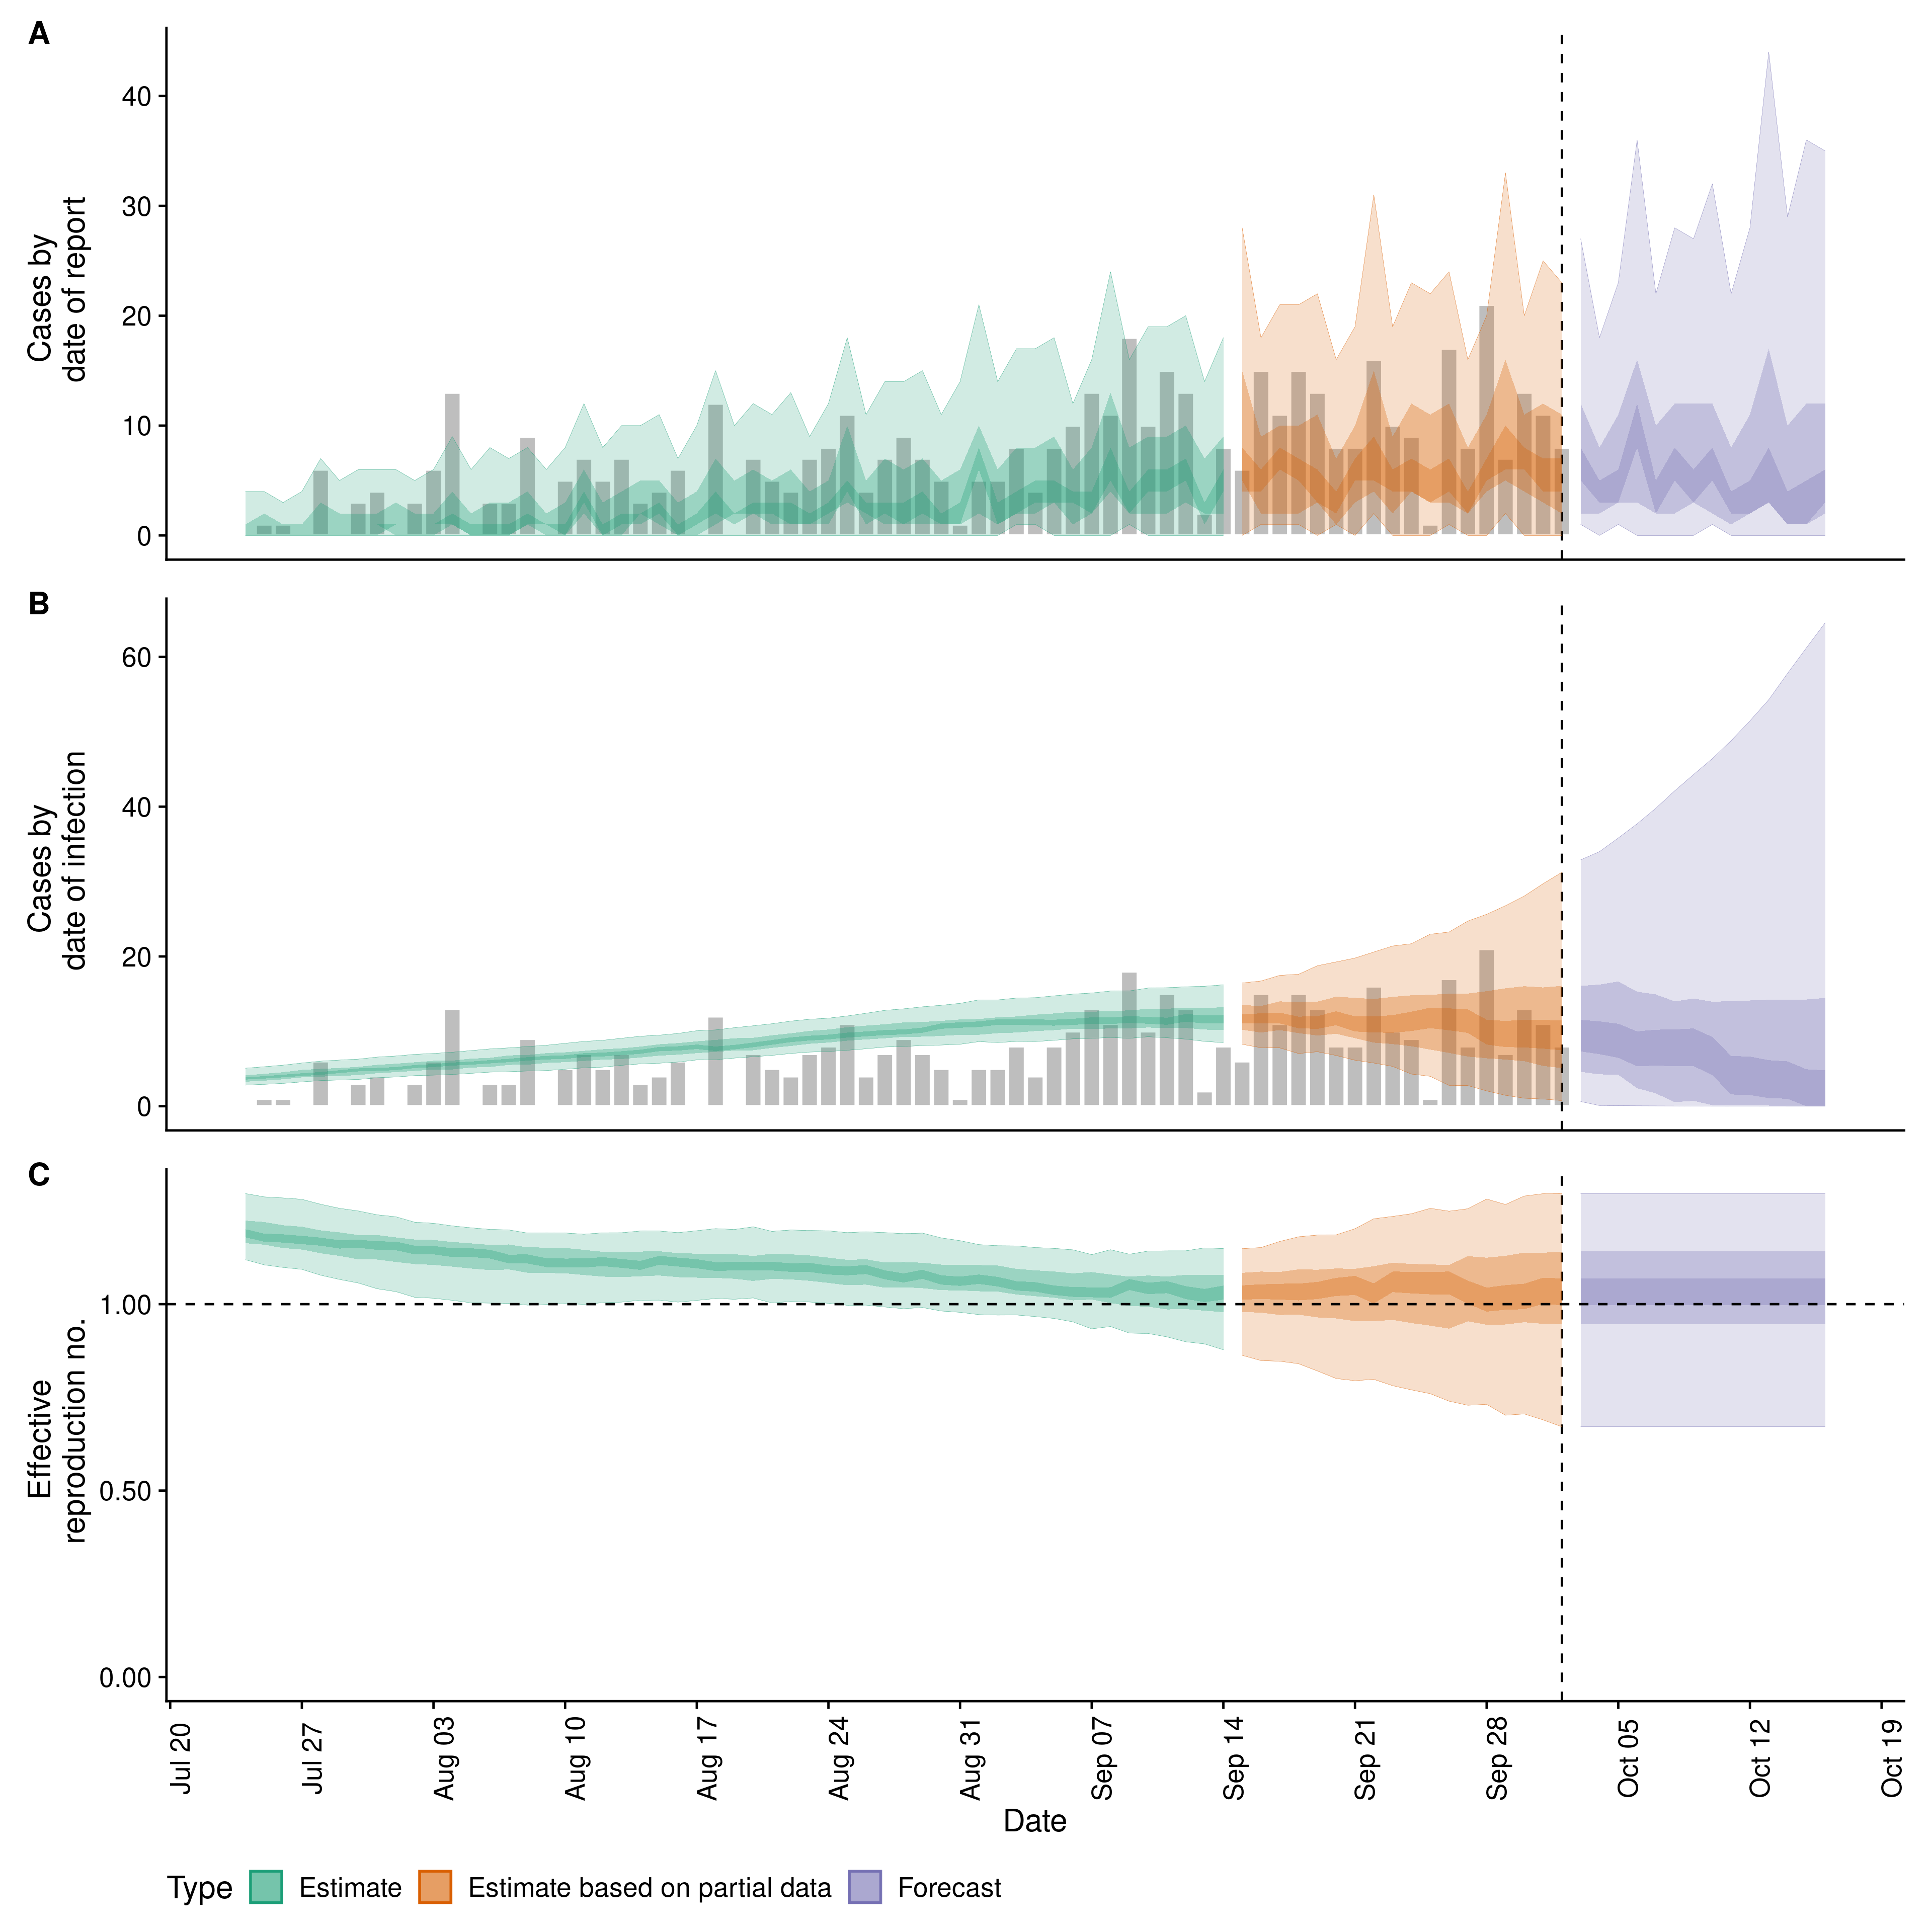 A
Cases by
date of report
40
30
20
10
0
B
Cases by
date of infection
60
40
20
0
C
Effective
reproduction no.
1.00
0.50
0.00
Jul 20
Jul 27
Aug 03
Aug 10
Aug 17
Aug 24
Aug 31
Sep 07
Sep 14
Sep 21
Sep 28
Oct 05
Oct 12
Oct 19
Date
Type Estimate Estimate based on partial data Forecast